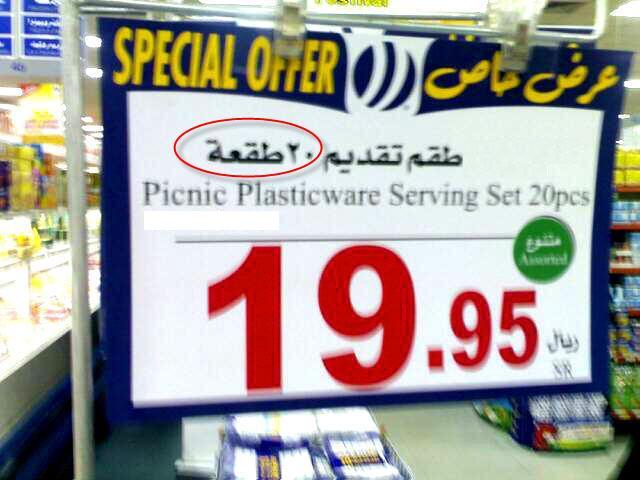 Festival
SPECIAL OFFER عرض خاص
طقم تقديم ٢٠ طقعة
Picnic Plasticware Serving Set 20pcs
متنوع
Assorted
19.95 ريال
SR